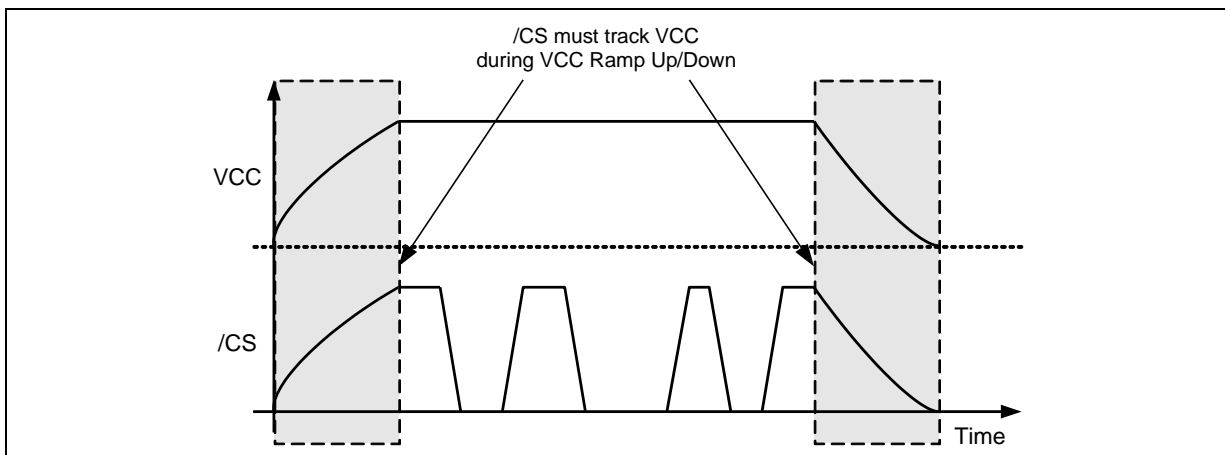 /CS must track VCC
during VCC Ramp Up/Down
VCC
/CS
Time